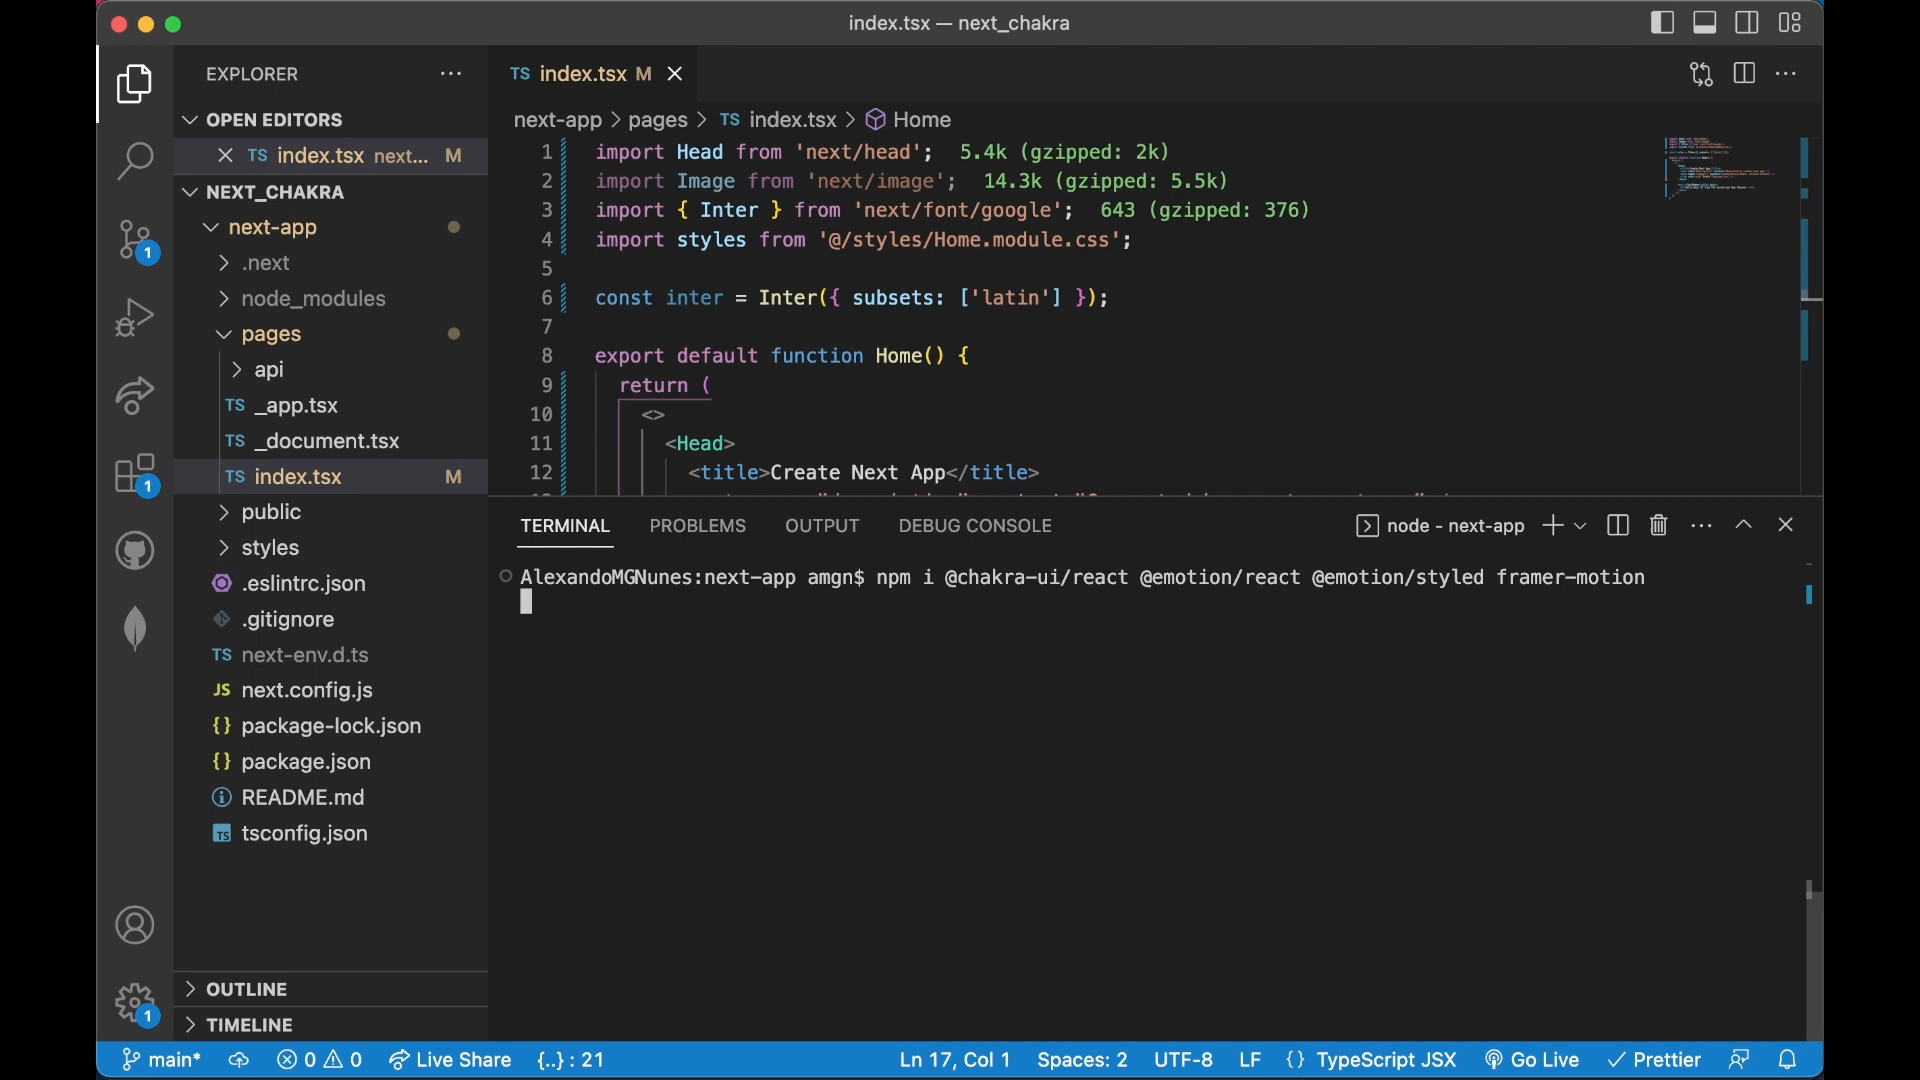 index.tsx — next_chakra
EXPLORER
OPEN EDITORS
TS index.tsx next... M
NEXT_CHAKRA
next-app
.next
node_modules
pages
api
TS _app.tsx
TS _document.tsx
TS index.tsx M
public
styles
.eslintrc.json
.gitignore
TS next-env.d.ts
JS next.config.js
{} package-lock.json
{} package.json
README.md
TS tsconfig.json
OUTLINE
TIMELINE
1
1
1
TS index.tsx M
next-app > pages > TS index.tsx > Home
1 import Head from 'next/head'; 5.4k (gzipped: 2k)
2 import Image from 'next/image'; 14.3k (gzipped: 5.5k)
3 import { Inter } from 'next/font/google'; 643 (gzipped: 376)
4 import styles from '@/styles/Home.module.css';
5
6 const inter = Inter({ subsets: ['latin'] });
7
8 export default function Home() {
9 return (
10 <>
11 <Head>
12 <title>Create Next App</title>
TERMINAL PROBLEMS OUTPUT DEBUG CONSOLE node - next-app
AlexandoMGNunes:next-app amgn$ npm i @chakra-ui/react @emotion/react @emotion/styled framer-motion
main* 0 0 Live Share {..} : 21 Ln 17, Col 1 Spaces: 2 UTF-8 LF {} TypeScript JSX Go Live Prettier